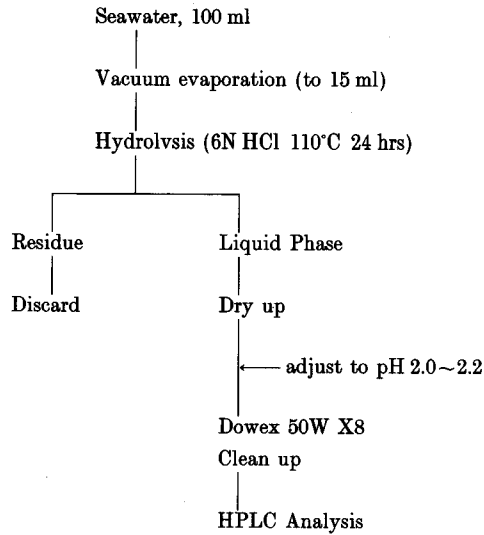 Seawater, 100 ml
Vacuum evaporation (to 15 ml)
Hydrolvsis (6N HCl 110°C 24 hrs)
Residue
Liquid Phase
Discard
Dry up
adjust to pH 2.0~2.2
Dowex 50W X8
Clean up
HPLC Analysis